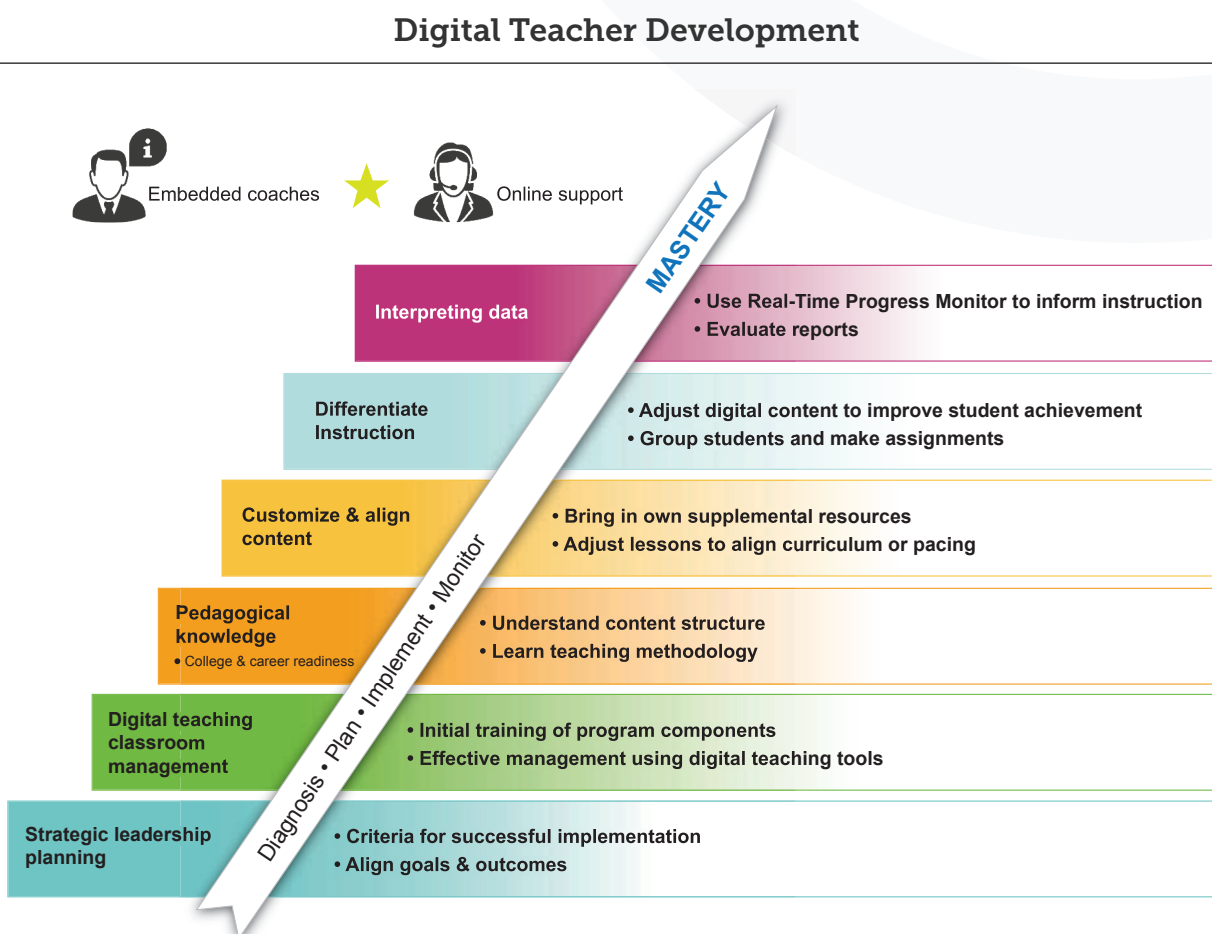 Digital Teacher Development
i
Embedded coaches
Online support
MASTERY
Diagnosis • Plan • Implement • Monitor
Interpreting data
• Use Real-Time Progress Monitor to inform instruction
• Evaluate reports
Differentiate
Instruction
• Adjust digital content to improve student achievement
• Group students and make assignments
Customize & align
content
• Bring in own supplemental resources
• Adjust lessons to align curriculum or pacing
Pedagogical
knowledge
• College & career readiness
• Understand content structure
• Learn teaching methodology
Digital teaching
classroom
management
• Initial training of program components
• Effective management using digital teaching tools
Strategic leadership
planning
• Criteria for successful implementation
• Align goals & outcomes